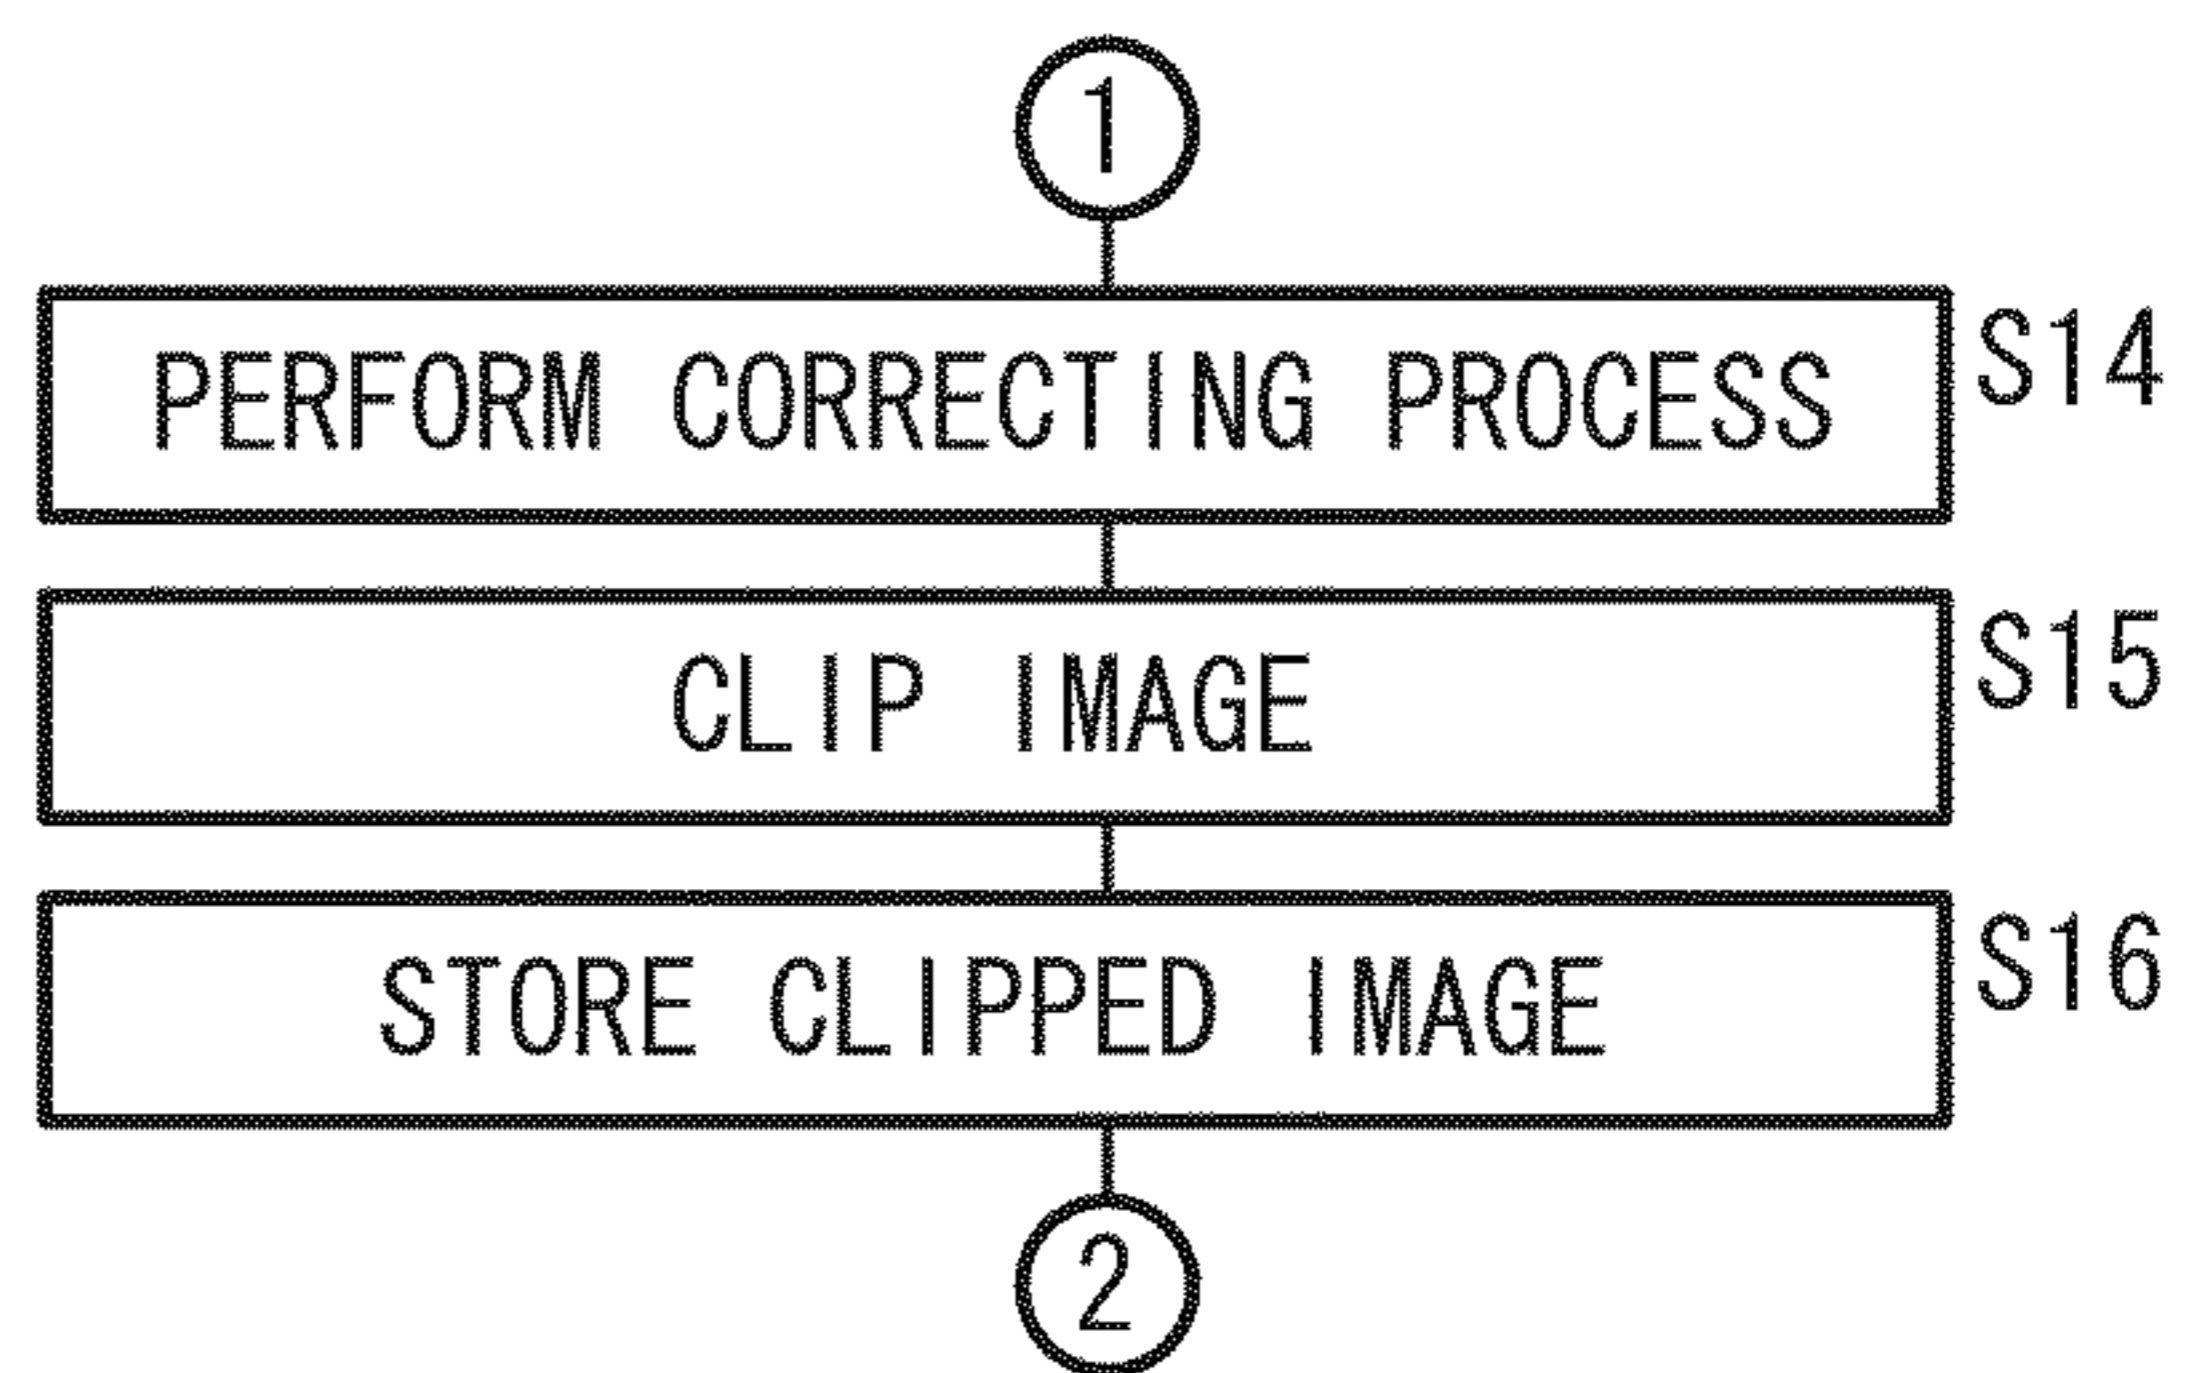 1
PERFORM CORRECTING PROCESS S14
CLIP IMAGE S15
STORE CLIPPED IMAGE S16
2